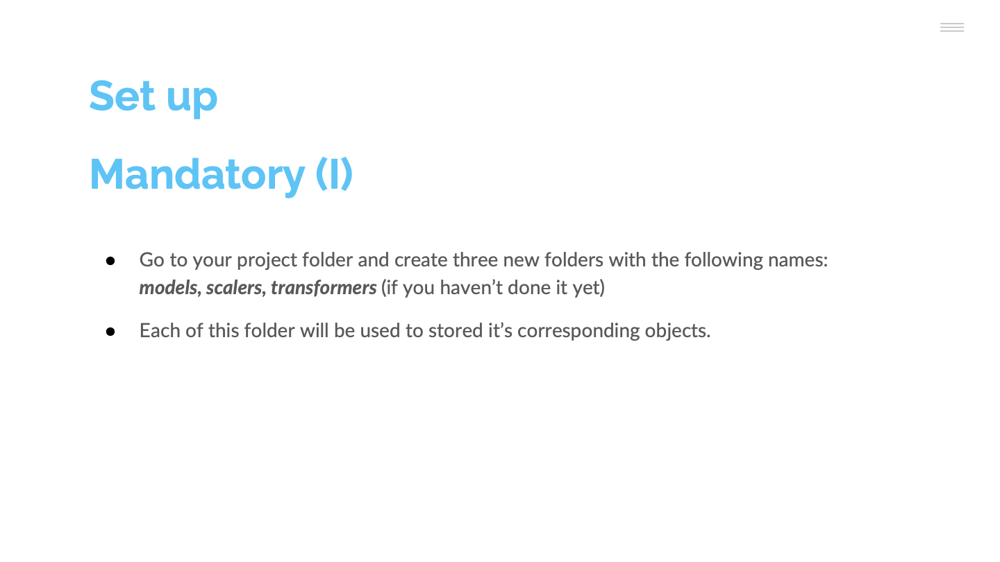 Set up
Mandatory (I)
● Go to your project folder and create three new folders with the following names:
models, scalers, transformers (if you haven’t done it yet)
● Each of this folder will be used to stored it’s corresponding objects.